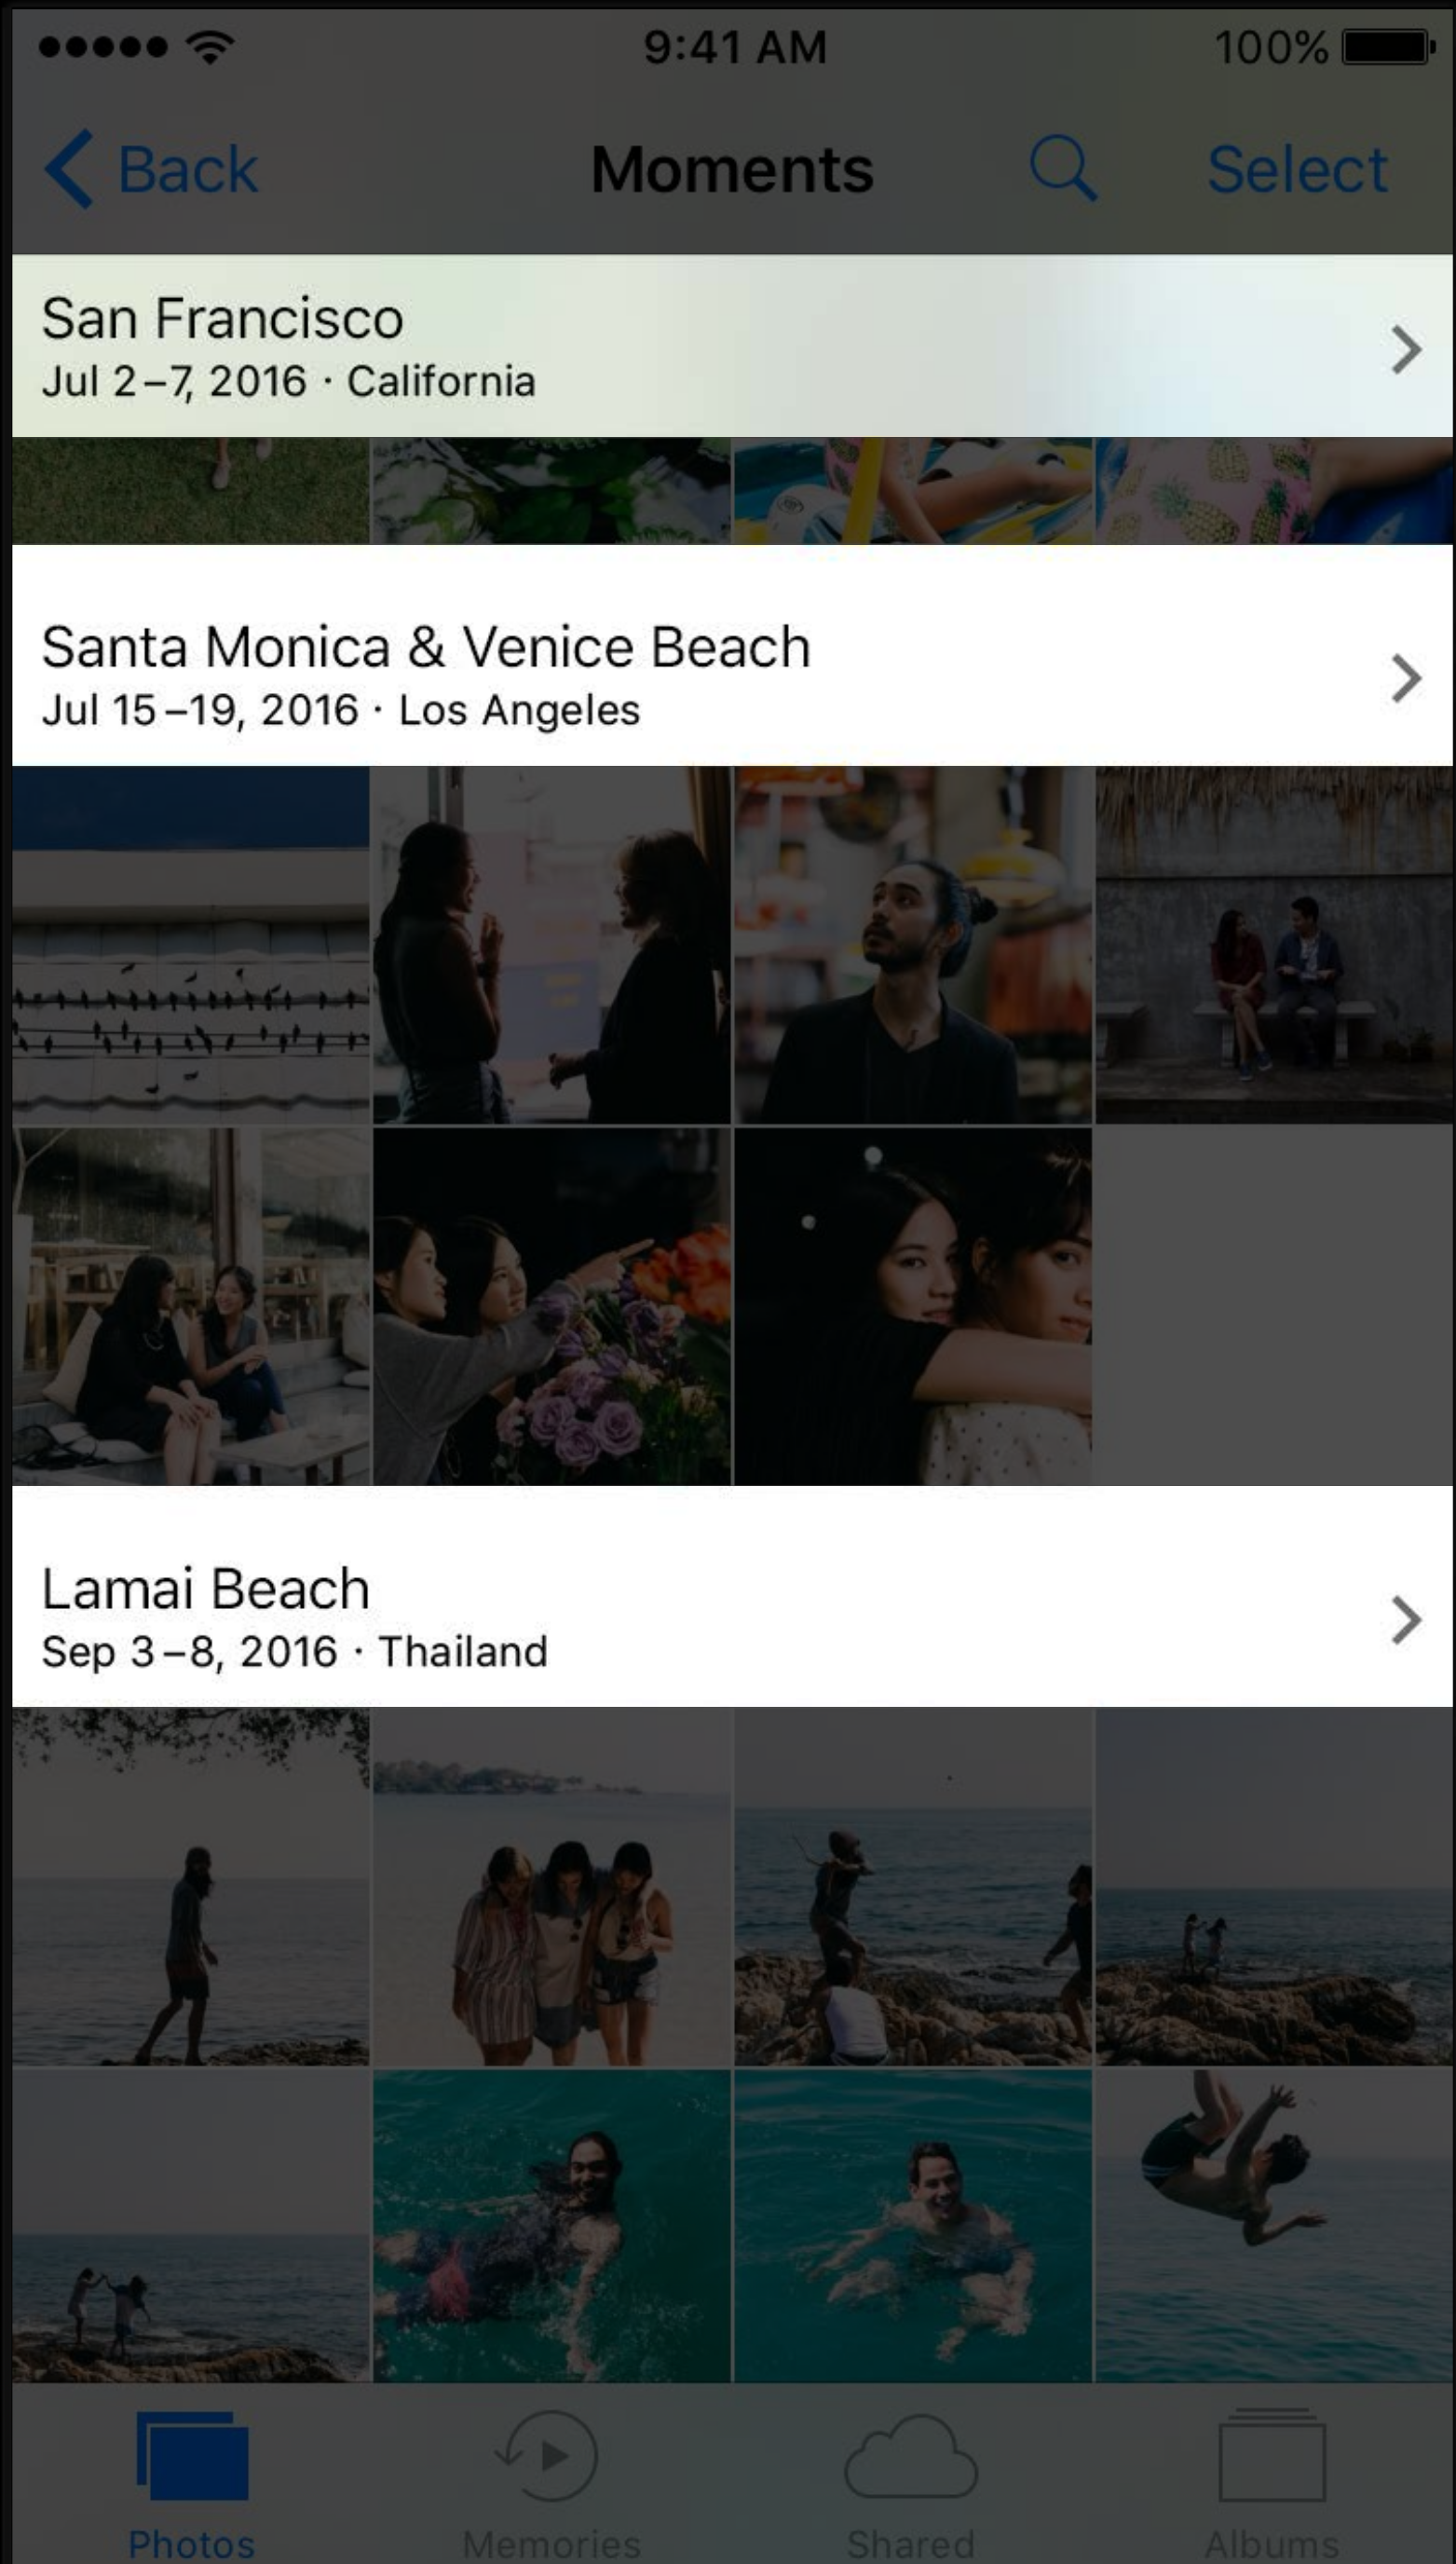 9:41 AM 100%
Back Moments Select
San Francisco
Jul 2–7, 2016 · California
Santa Monica & Venice Beach
Jul 15–19, 2016 · Los Angeles
Lamai Beach
Sep 3–8, 2016 · Thailand
Photos Memories Shared Albums